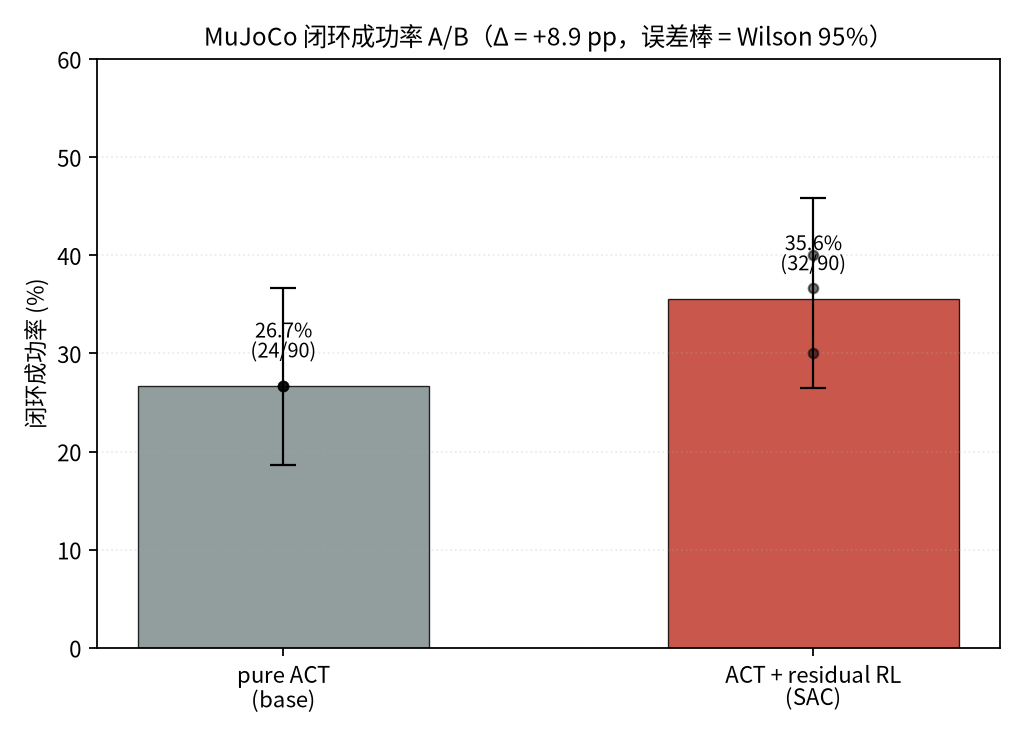 MuJoCo 闭环成功率 A/B（Δ = +8.9 pp，误差棒 = Wilson 95%）
闭环成功率 (%)
60
50
40
30
20
10
0
26.7%
(24/90)
35.6%
(32/90)
pure ACT
(base)
ACT + residual RL
(SAC)